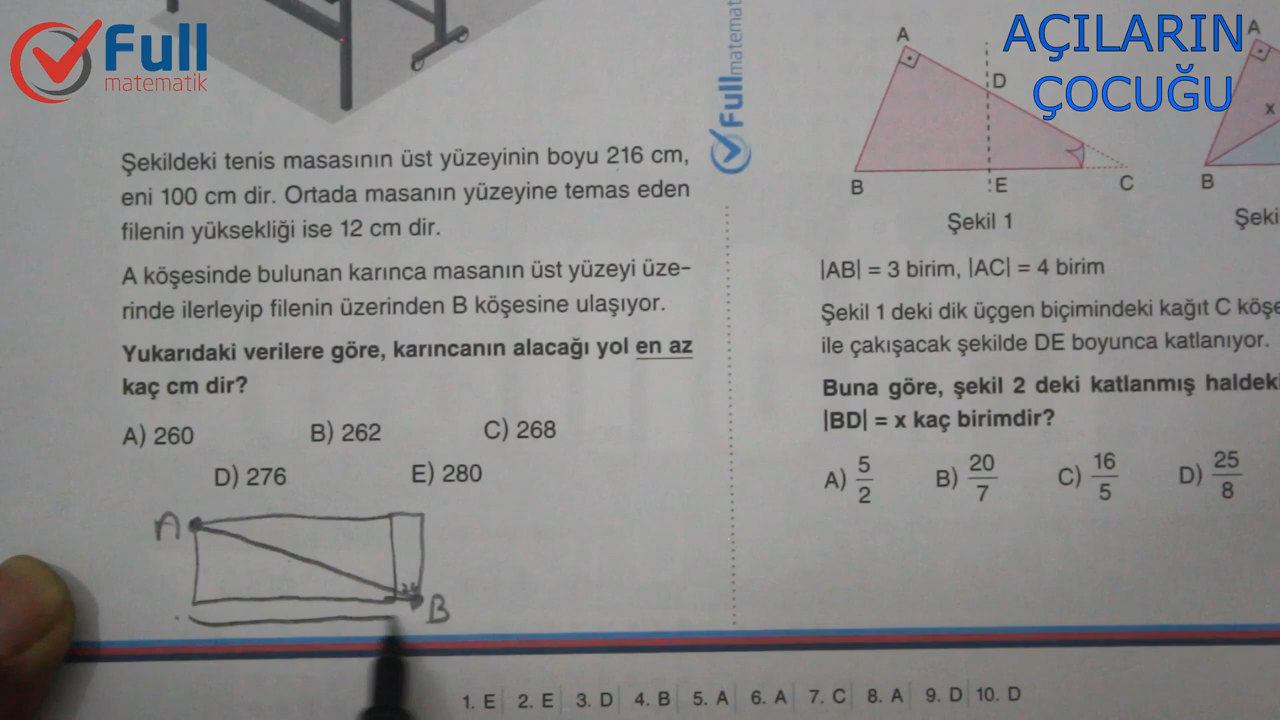 Full
matematik
AÇILARIN
ÇOCUĞU
Şekildeki tenis masasının üst yüzeyinin boyu 216 cm,
eni 100 cm dir. Ortada masanın yüzeyine temas eden
filenin yüksekliği ise 12 cm dir.
A köşesinde bulunan karınca masanın üst yüzeyi üze-
rinde ilerleyip filenin üzerinden B köşesine ulaşıyor.
Yukarıdaki verilere göre, karıncanın alacağı yol en az
kaç cm dir?
A) 260 B) 262 C) 268
D) 276 E) 280
A
B
Full matemat
A
D
B
E
C
Şekil 1
A
x
B
Şeki
|AB| = 3 birim, |AC| = 4 birim
Şekil 1 deki dik üçgen biçimindeki kağıt C köşe
ile çakışacak şekilde DE boyunca katlanıyor.
Buna göre, şekil 2 deki katlanmış haldeki
|BD| = x kaç birimdir?
A) 5/2 B) 20/7 C) 16/5 D) 25/8
1. E 2. E 3. D 4. B 5. A 6. A 7. C 8. A 9. D 10. D